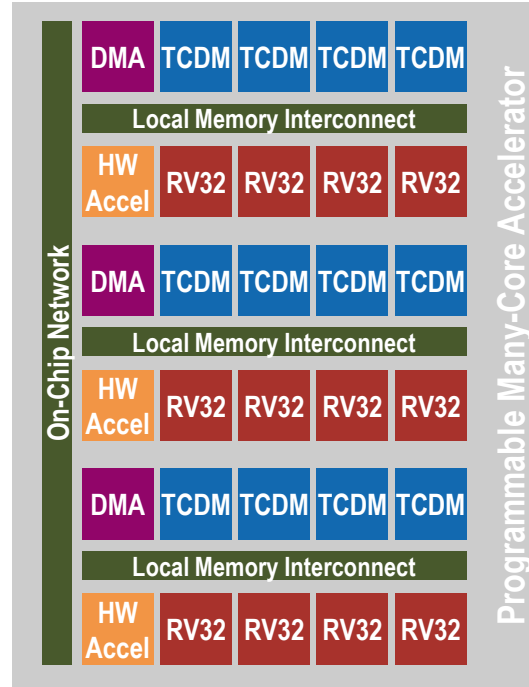 DMA TCDM TCDM TCDM TCDM
Local Memory Interconnect
HW
Accel RV32 RV32 RV32 RV32
DMA TCDM TCDM TCDM TCDM
Local Memory Interconnect
HW
Accel RV32 RV32 RV32 RV32
DMA TCDM TCDM TCDM TCDM
Local Memory Interconnect
HW
Accel RV32 RV32 RV32 RV32
On-Chip Network
Programmable Many-Core Accelerator